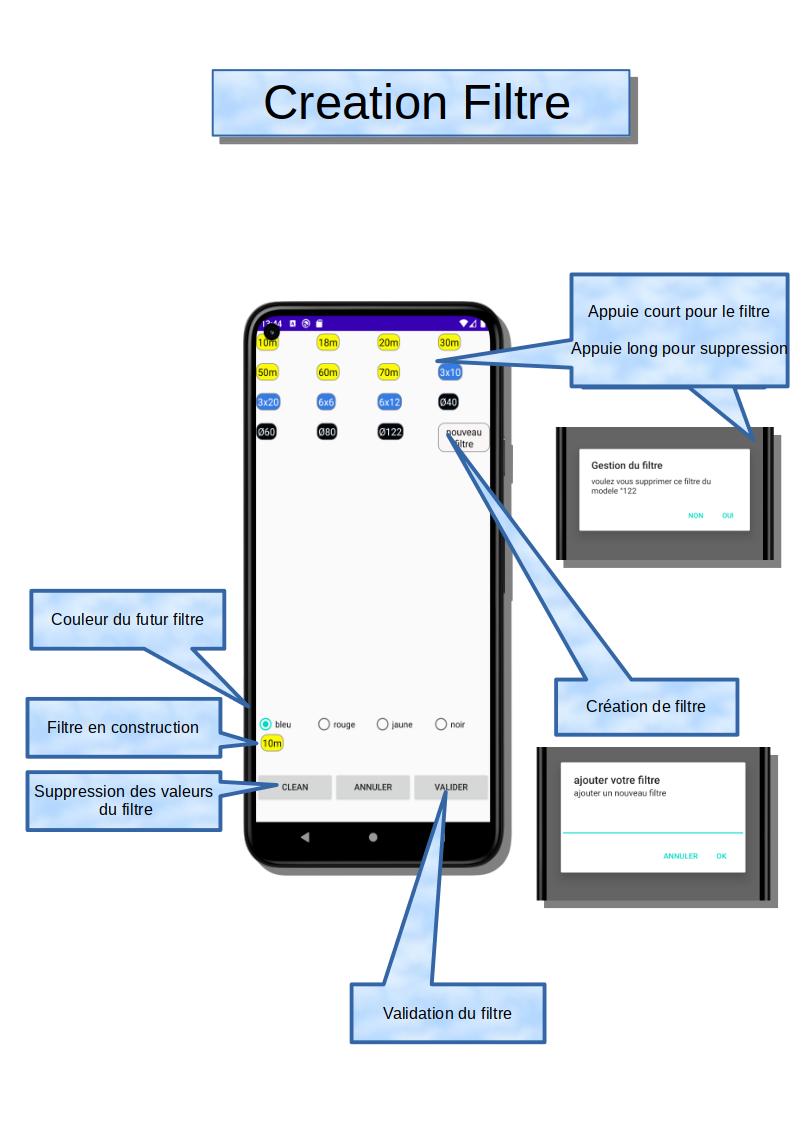 Creation Filtre
Appuie court pour le filtre
Appuie long pour suppression
10m 18m 20m 30m
50m 60m 70m 3x10
3x20 6x6 6x12 Ø40
Ø60 Ø80 Ø122 nouveau
filtre
Gestion du filtre
voulez vous supprimer ce filtre du
modele "122
NON OUI
Couleur du futur filtre
Création de filtre
Filtre en construction
bleu rouge jaune noir
10m
Suppression des valeurs
du filtre
CLEAN ANNULER VALIDER
ajouter votre filtre
ajouter un nouveau filtre
ANNULER OK
Validation du filtre